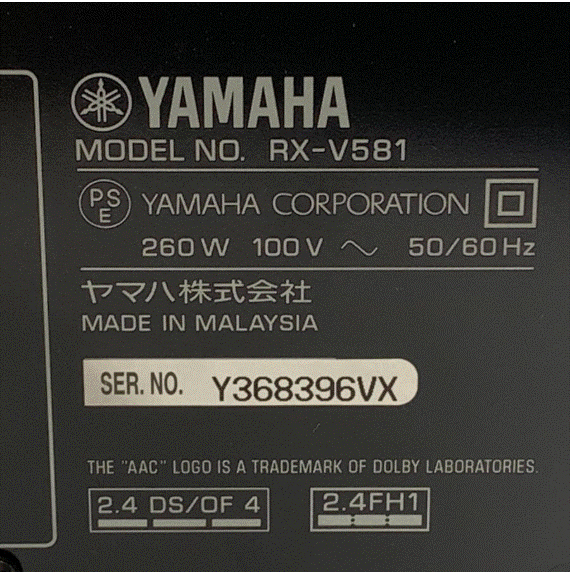 YAMAHA
MODEL NO. RX-V581
PS E YAMAHA CORPORATION
260W 100V ～ 50/60Hz
ヤマハ株式会社
MADE IN MALAYSIA
SER. NO. Y368396VX
THE "AAC" LOGO IS A TRADEMARK OF DOLBY LABORATORIES.
2.4 DS/OF 4 2.4FH1